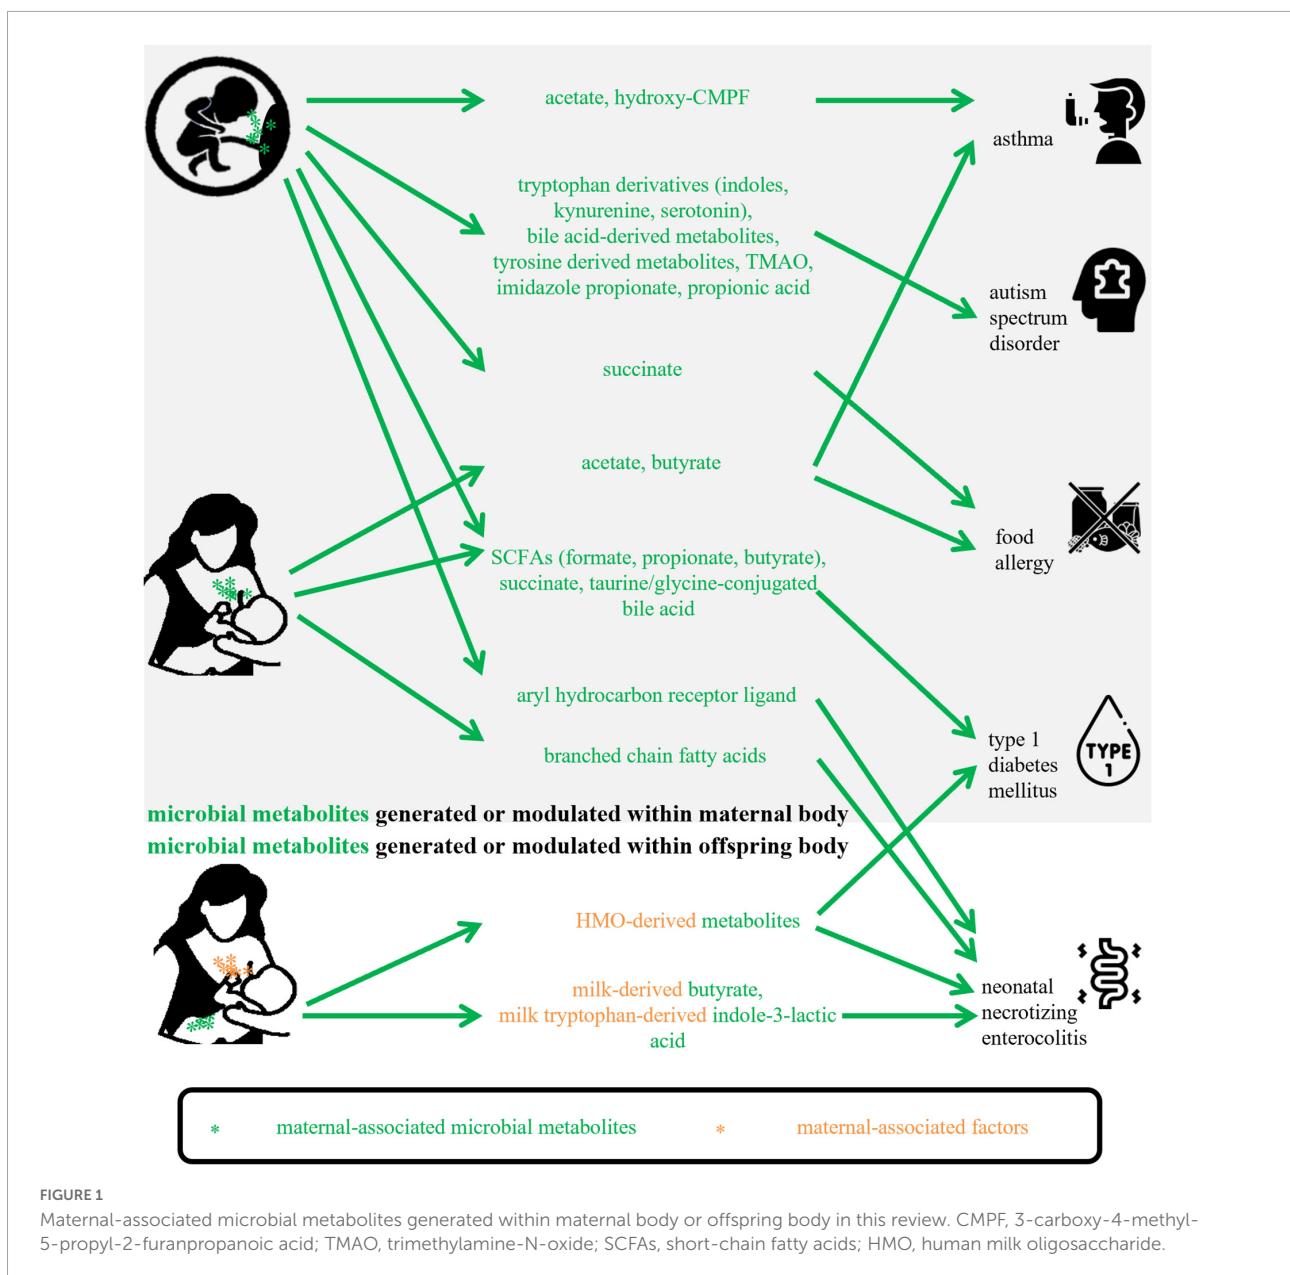 acetate, hydroxy-CMPF
asthma
tryptophan derivatives (indoles,
kynurenine, serotonin),
bile acid-derived metabolites,
tyrosine derived metabolites, TMAO,
imidazole propionate, propionic acid
autism
spectrum
disorder
succinate
acetate, butyrate
food
allergy
SCFAs (formate, propionate, butyrate),
succinate, taurine/glycine-conjugated
bile acid
aryl hydrocarbon receptor ligand
branched chain fatty acids
type 1
diabetes
mellitus
TYPE
1
microbial metabolites generated or modulated within maternal body
microbial metabolites generated or modulated within offspring body
HMO-derived metabolites
milk-derived butyrate,
milk tryptophan-derived indole-3-lactic
acid
neonatal
necrotizing
enterocolitis
* maternal-associated microbial metabolites
* maternal-associated factors
FIGURE 1
Maternal-associated microbial metabolites generated within maternal body or offspring body in this review. CMPF, 3-carboxy-4-methyl-
5-propyl-2-furanpropanoic acid; TMAO, trimethylamine-N-oxide; SCFAs, short-chain fatty acids; HMO, human milk oligosaccharide.